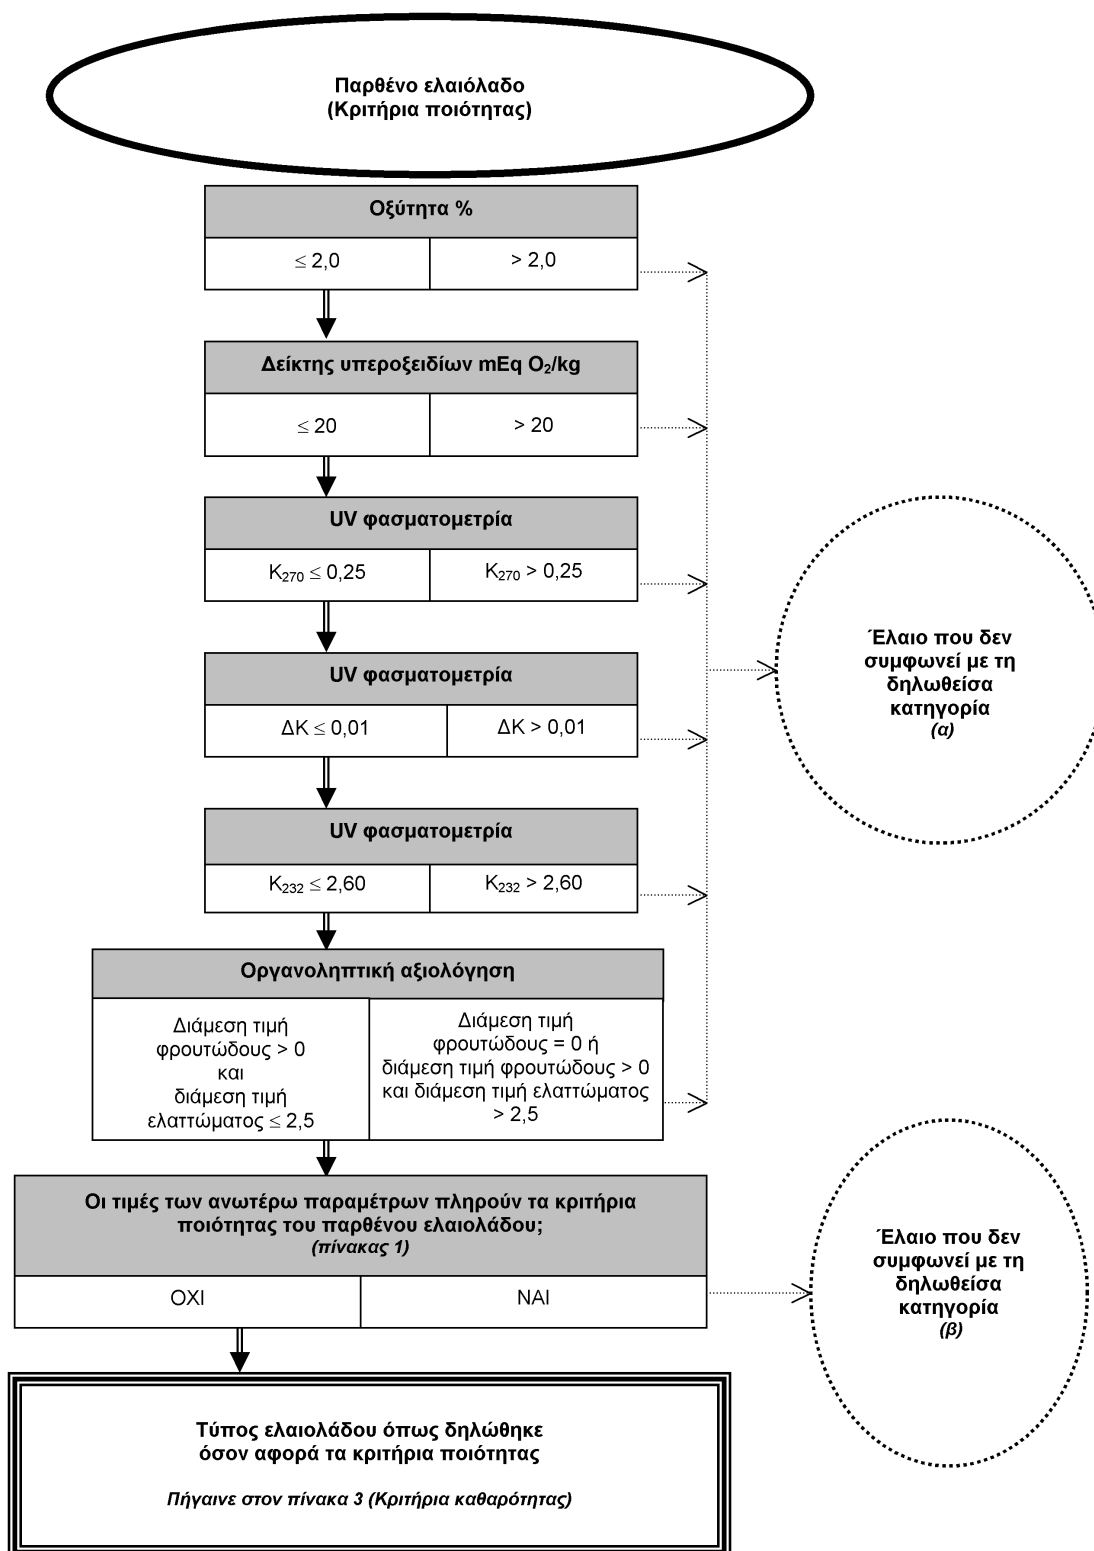 Παρθένο ελαιόλαδο
(Κριτήρια ποιότητας)
Οξύτητα %
≤ 2,0
> 2,0
Δείκτης υπεροξειδίων mEq O₂/kg
≤ 20
> 20
UV φασματομετρία
K₂₇₀ ≤ 0,25
K₂₇₀ > 0,25
UV φασματομετρία
ΔK ≤ 0,01
ΔK > 0,01
UV φασματομετρία
K₂₃₂ ≤ 2,60
K₂₃₂ > 2,60
Έλαιο που δεν
συμφωνεί με τη
δηλωθείσα
κατηγορία
(α)
Οργανοληπτική αξιολόγηση
Διάμεση τιμή
φρουτώδους > 0
και
διάμεση τιμή
ελαττώματος ≤ 2,5
Διάμεση τιμή
φρουτώδους = 0 ή
διάμεση τιμή φρουτώδους > 0
και διάμεση τιμή ελαττώματος
> 2,5
Οι τιμές των ανωτέρω παραμέτρων πληρούν τα κριτήρια
ποιότητας του παρθένου ελαιολάδου;
(πίνακας 1)
ΟΧΙ
ΝΑΙ
Έλαιο που δεν
συμφωνεί με τη
δηλωθείσα
κατηγορία
(β)
Τύπος ελαιολάδου όπως δηλώθηκε
όσον αφορά τα κριτήρια ποιότητας
Πήγαινε στον πίνακα 3 (Κριτήρια καθαρότητας)